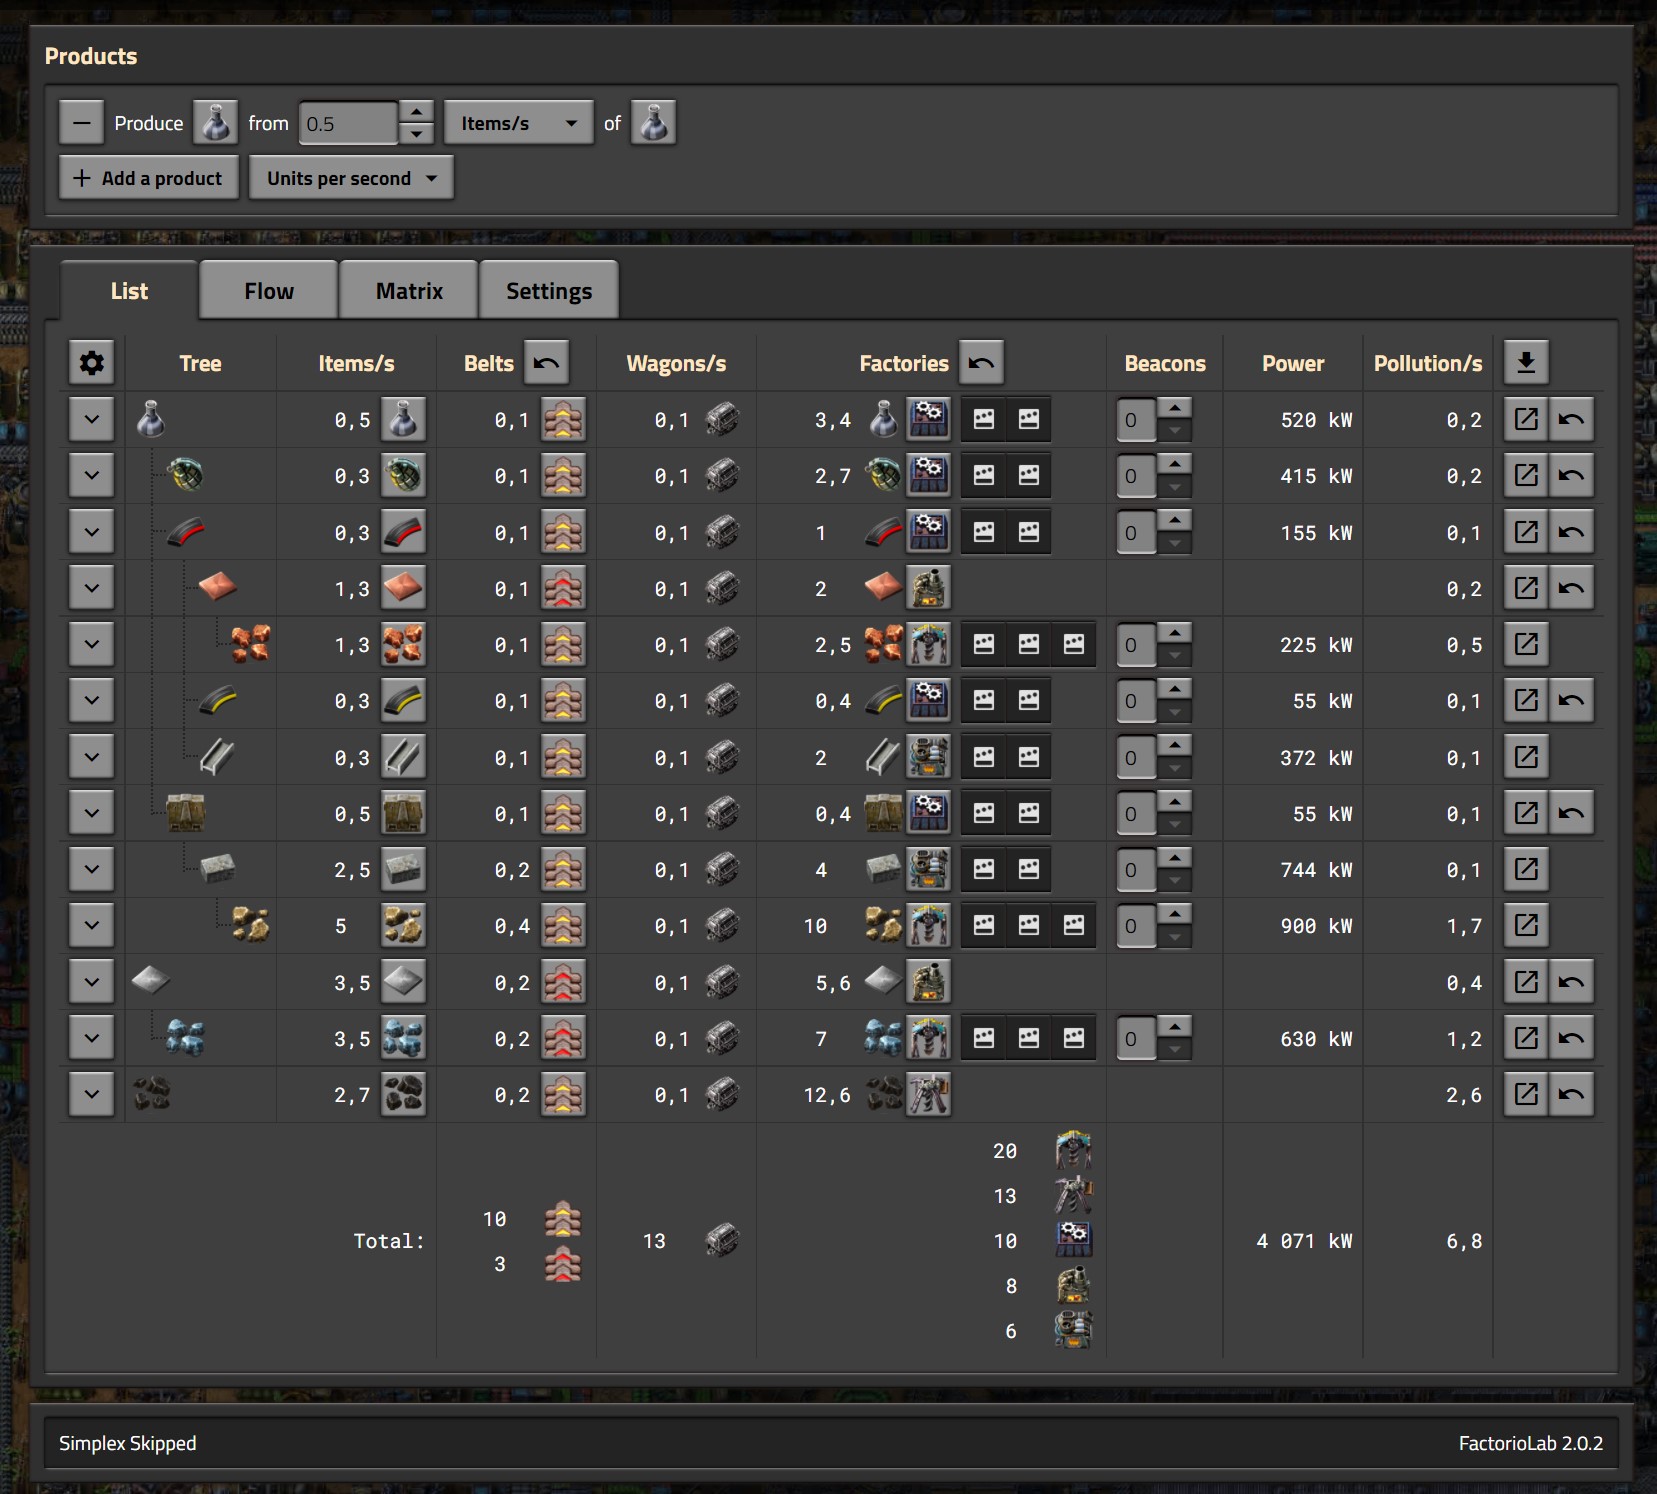 Products
Produce from 0.5 Items/s of
Add a product Units per second
List Flow Matrix Settings
Tree Items/s Belts Wagons/s Factories Beacons Power Pollution/s
0,5 0,1 0,1 3,4 0 520 kW 0,2
0,3 0,1 0,1 2,7 0 415 kW 0,2
0,3 0,1 0,1 1 0 155 kW 0,1
1,3 0,1 0,1 2 0,2
1,3 0,1 0,1 2,5 0 225 kW 0,5
0,3 0,1 0,1 0,4 0 55 kW 0,1
0,3 0,1 0,1 2 0 372 kW 0,1
0,5 0,1 0,1 0,4 0 55 kW 0,1
2,5 0,2 0,1 4 0 744 kW 0,1
5 0,4 0,1 10 0 900 kW 1,7
3,5 0,2 0,1 5,6 0,4
3,5 0,2 0,1 7 0 630 kW 1,2
2,7 0,2 0,1 12,6 2,6
20
13
10
3
Total: 13 10 4 071 kW 6,8
8
6
Simplex Skipped FactorioLab 2.0.2